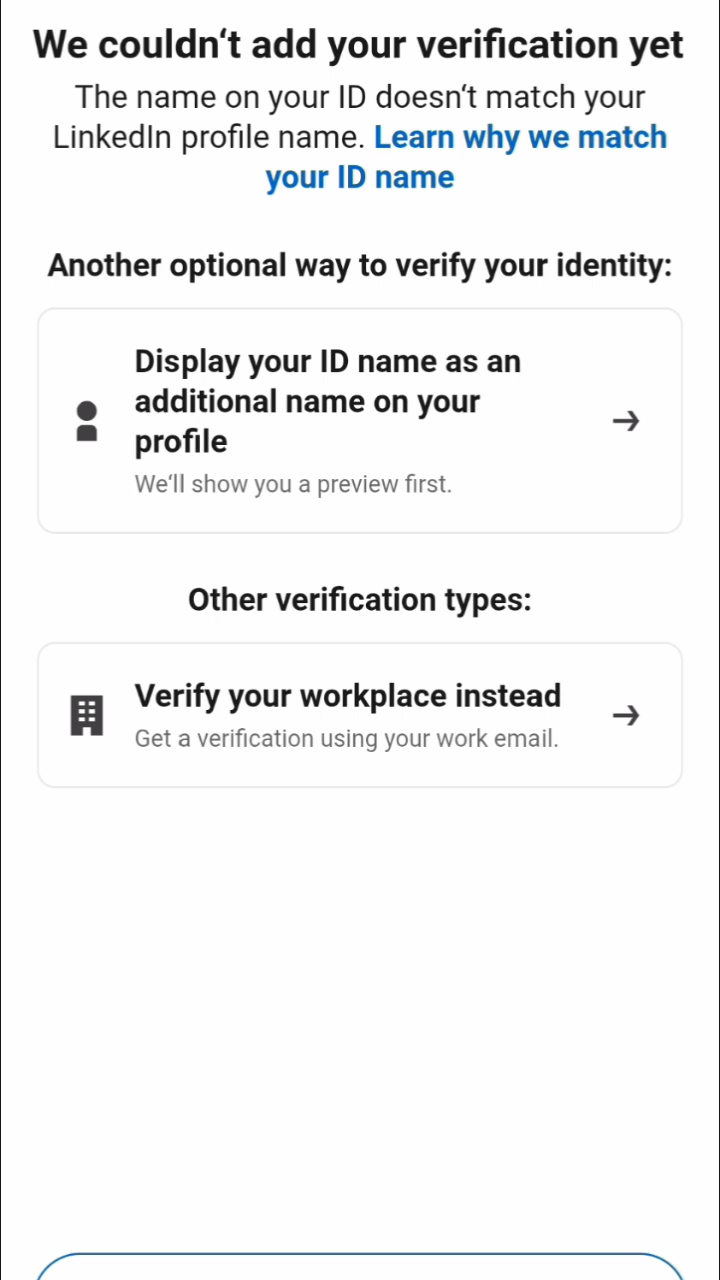 We couldn‘t add your verification yet
The name on your ID doesn‘t match your
LinkedIn profile name. Learn why we match
your ID name
Another optional way to verify your identity:
Display your ID name as an
additional name on your
profile
We‘ll show you a preview first.
Other verification types:
Verify your workplace instead
Get a verification using your work email.